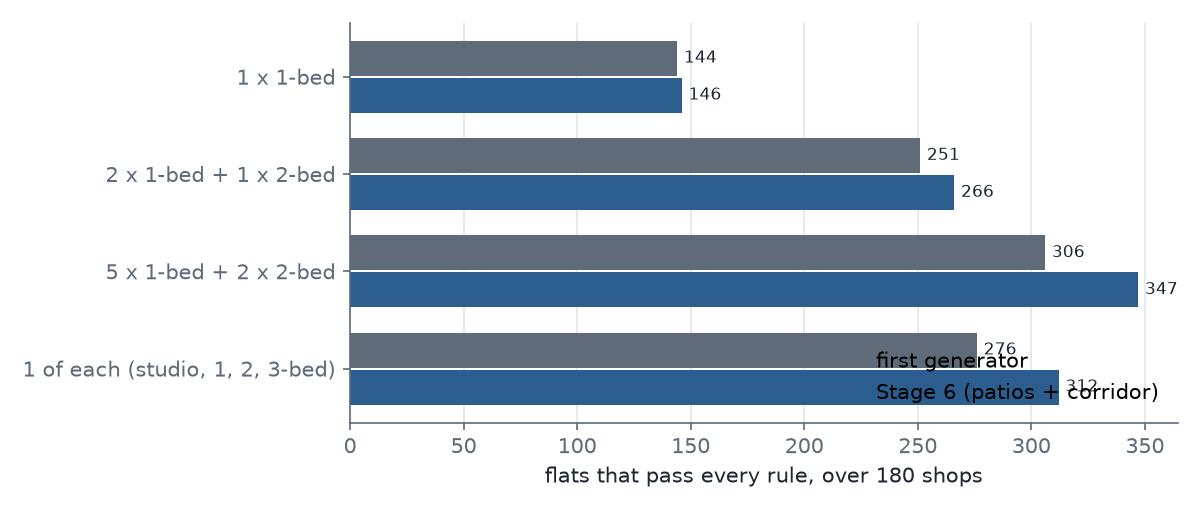 1 x 1-bed
144
146
2 x 1-bed + 1 x 2-bed
251
266
5 x 1-bed + 2 x 2-bed
306
347
1 of each (studio, 1, 2, 3-bed)
276
312
first generator
Stage 6 (patios + corridor)
0 50 100 150 200 250 300 350
flats that pass every rule, over 180 shops